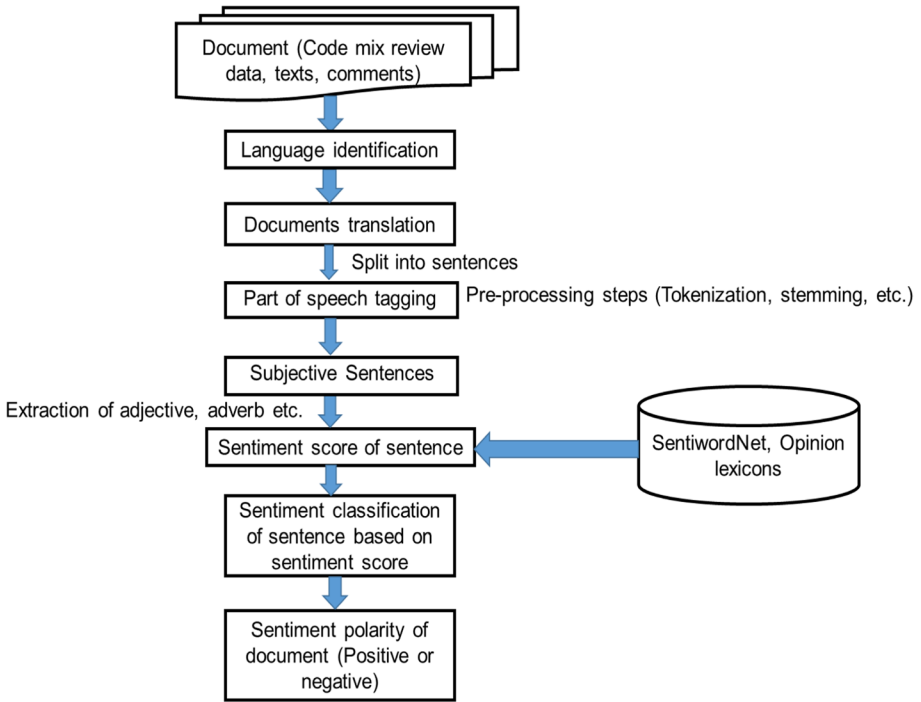 Document (Code mix review
data, texts, comments)
Language identification
Documents translation
Split into sentences
Part of speech tagging
Pre-processing steps (Tokenization, stemming, etc.)
Subjective Sentences
Extraction of adjective, adverb etc.
Sentiment score of sentence
SentiwordNet, Opinion
lexicons
Sentiment classification
of sentence based on
sentiment score
Sentiment polarity of
document (Positive or
negative)